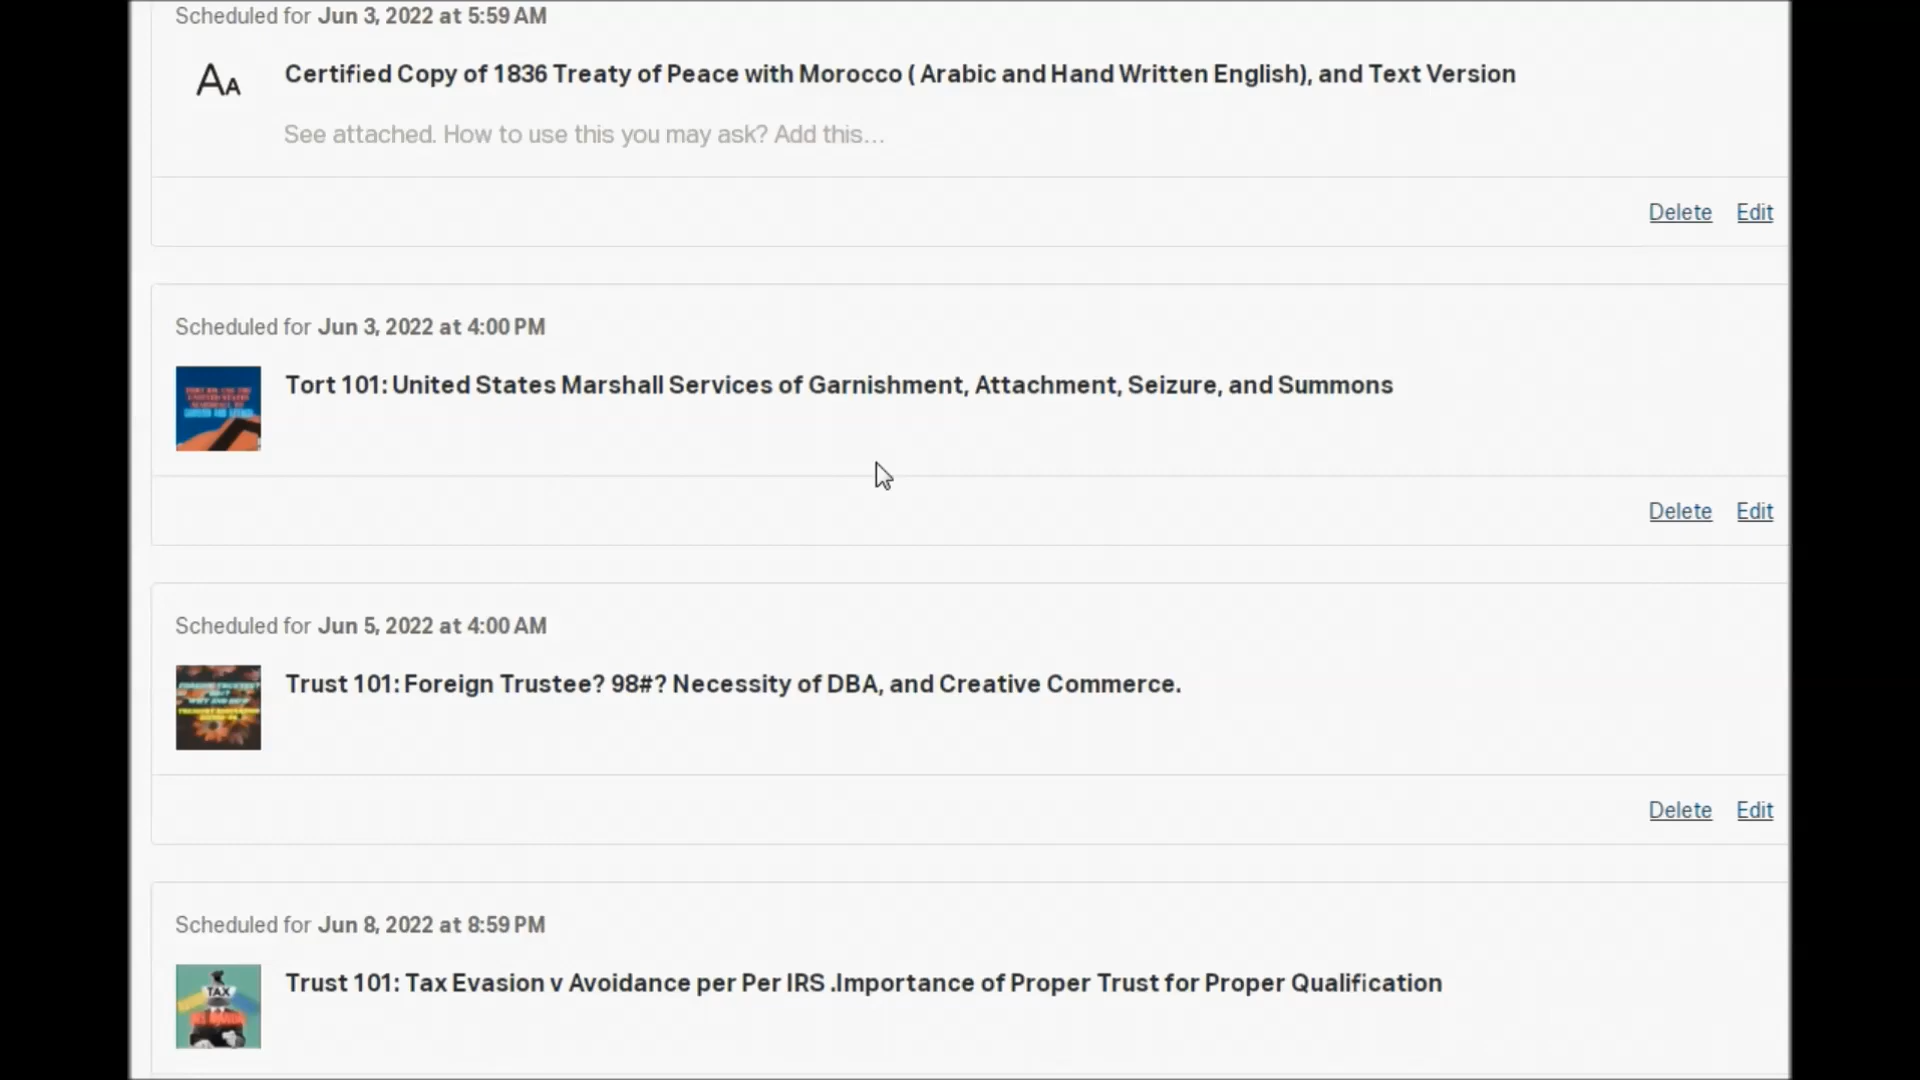 Scheduled for Jun 3, 2022 at 5:59 AM
AA
Certified Copy of 1836 Treaty of Peace with Morocco ( Arabic and Hand Written English), and Text Version
See attached. How to use this you may ask? Add this...
Delete Edit
Scheduled for Jun 3, 2022 at 4:00 PM
Tort 101: United States Marshall Services of Garnishment, Attachment, Seizure, and Summons
Delete Edit
Scheduled for Jun 5, 2022 at 4:00 AM
Trust 101: Foreign Trustee? 98#? Necessity of DBA, and Creative Commerce.
Delete Edit
Scheduled for Jun 8, 2022 at 8:59 PM
TAX
Trust 101: Tax Evasion v Avoidance per Per IRS .Importance of Proper Trust for Proper Qualification